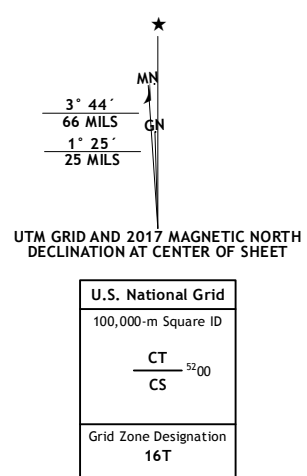 ★
MN
3° 44´
66 MILS
GN
1° 25´
25 MILS
UTM GRID AND 2017 MAGNETIC NORTH
DECLINATION AT CENTER OF SHEET
U.S. National Grid
100,000-m Square ID
CT
5200
CS
Grid Zone Designation
16T